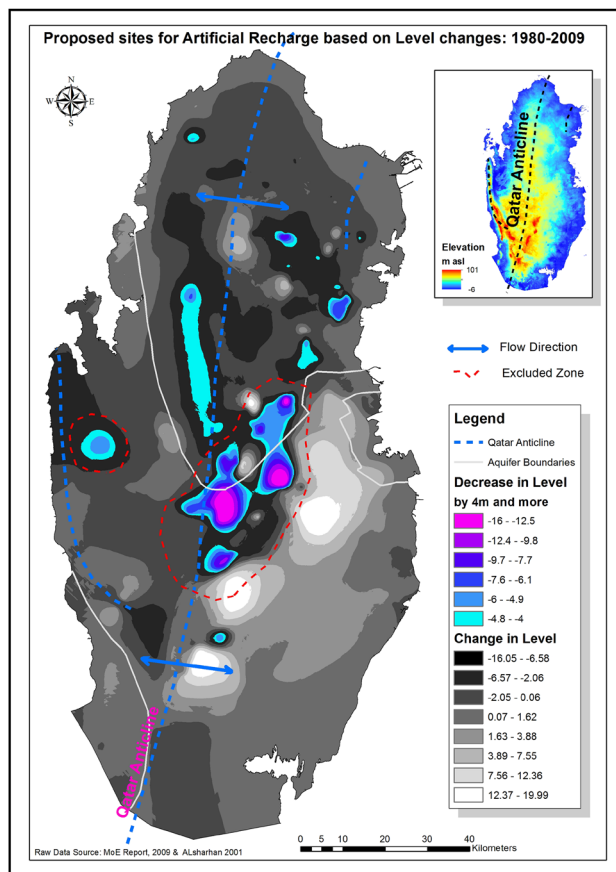 Proposed sites for Artificial Recharge based on Level changes: 1980-2009
N
W E
S
Qatar Anticline
Elevation
m asl
101
-6
Flow Direction
Excluded Zone
Legend
Qatar Anticline
Aquifer Boundaries
Decrease in Level
by 4m and more
-16 - -12.5
-12.4 - -9.8
-9.7 - -7.7
-7.6 - -6.1
-6 - -4.9
-4.8 - -4
Change in Level
-16.05 - -6.58
-6.57 - -2.06
-2.05 - 0.06
0.07 - 1.62
1.63 - 3.88
3.89 - 7.55
7.56 - 12.36
12.37 - 19.99
Qatar Anticline
0 5 10 20 30 40
Kilometers
Raw Data Source: MoE Report, 2009 & ALsharhan 2001